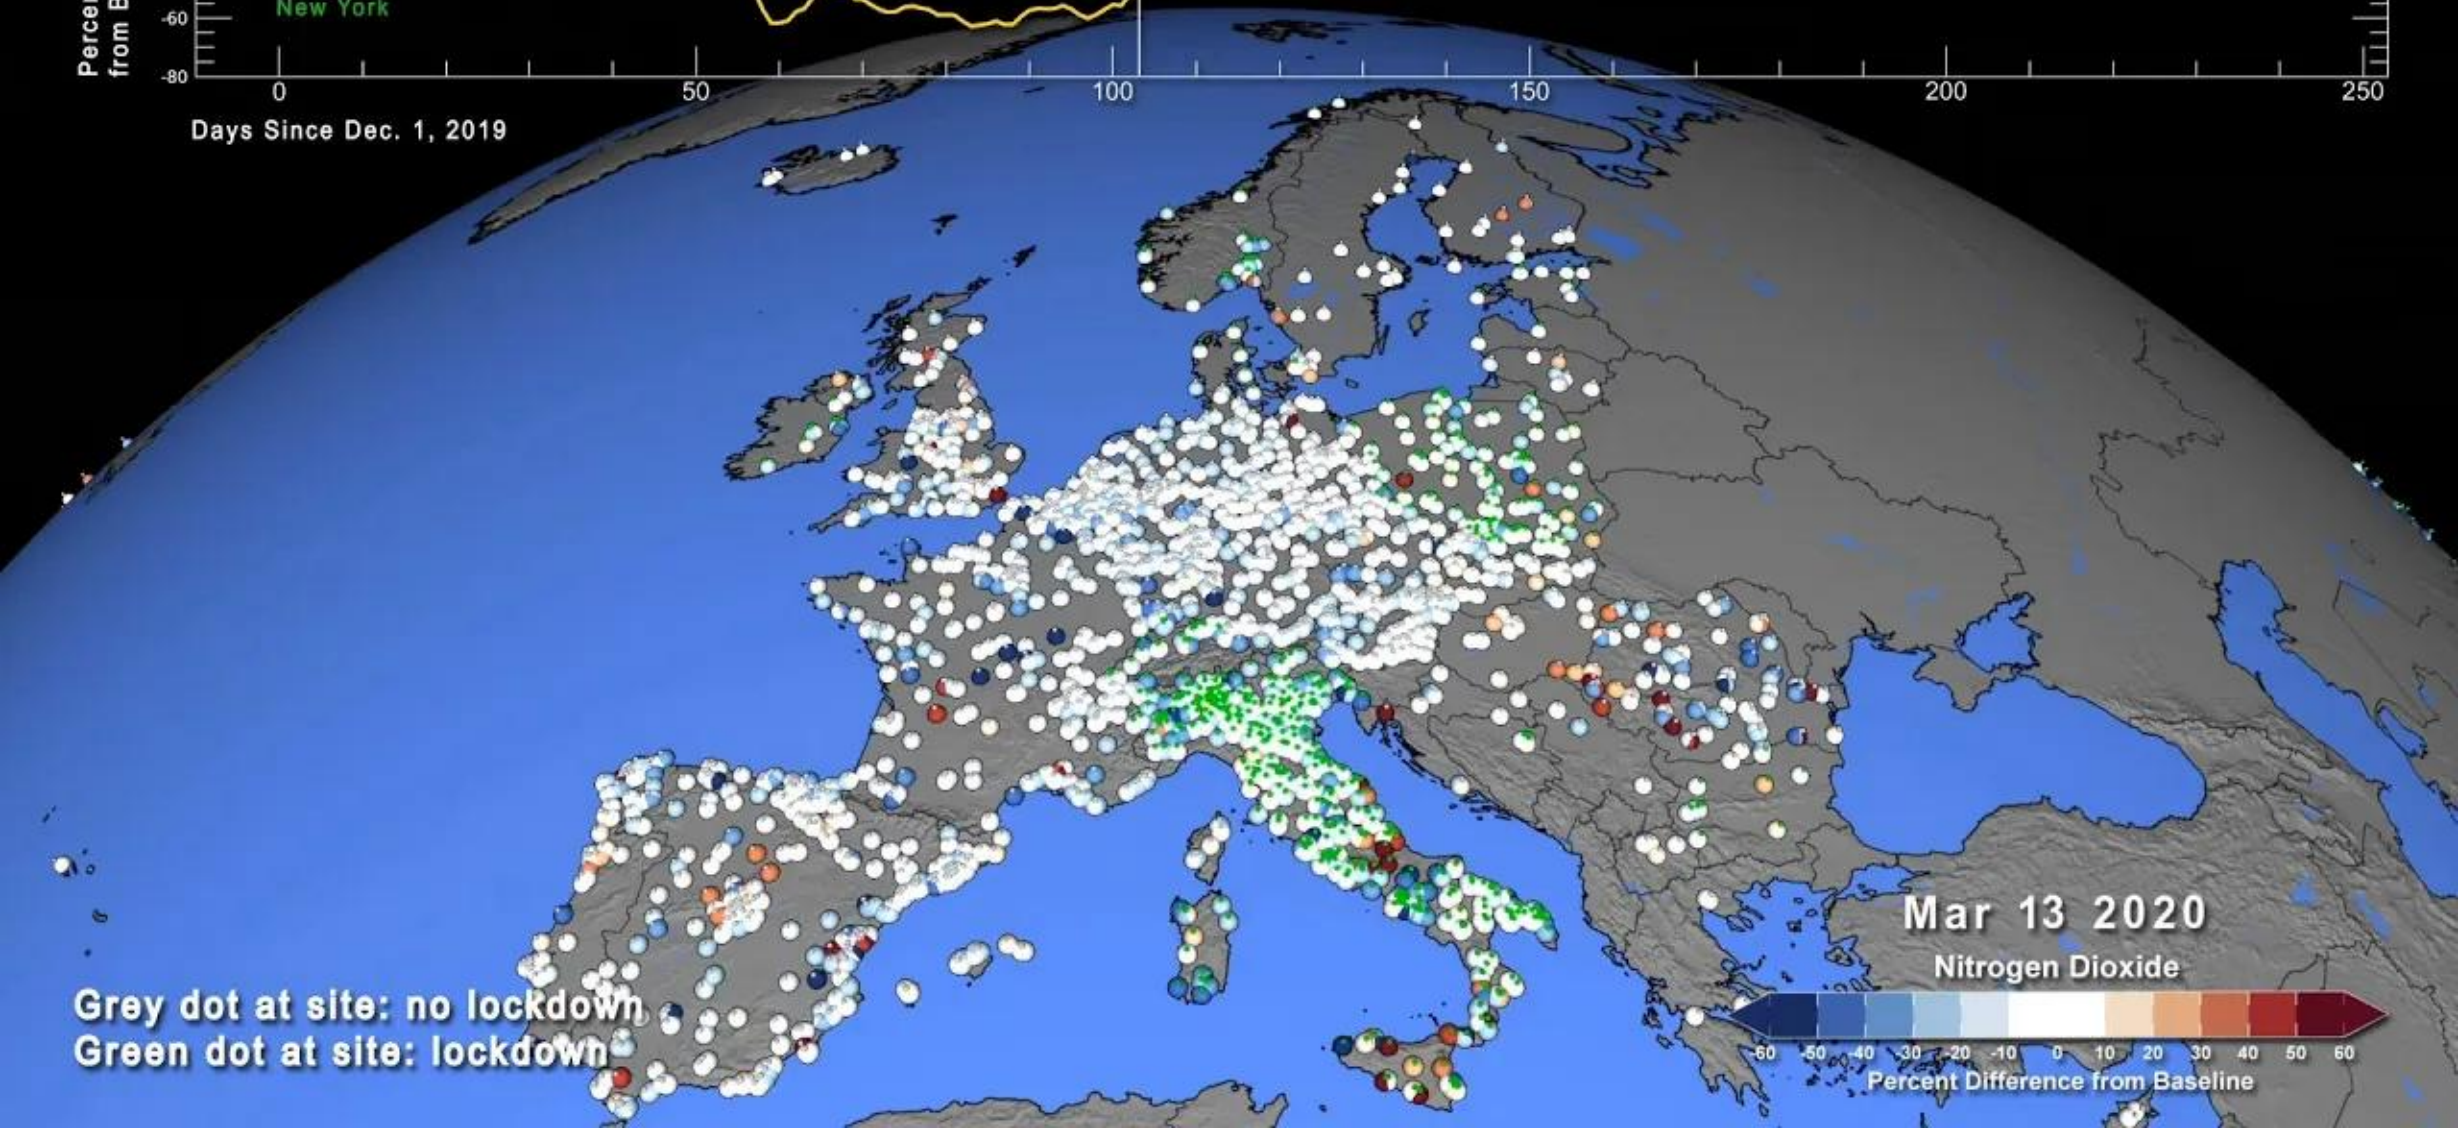 New York
-60
-80
0 50 100 150 200 250
Days Since Dec. 1, 2019
Grey dot at site: no lockdown
Green dot at site: lockdown
Mar 13 2020
Nitrogen Dioxide
-60 -50 -40 -30 -20 -10 0 10 20 30 40 50 60
Percent Difference from Baseline